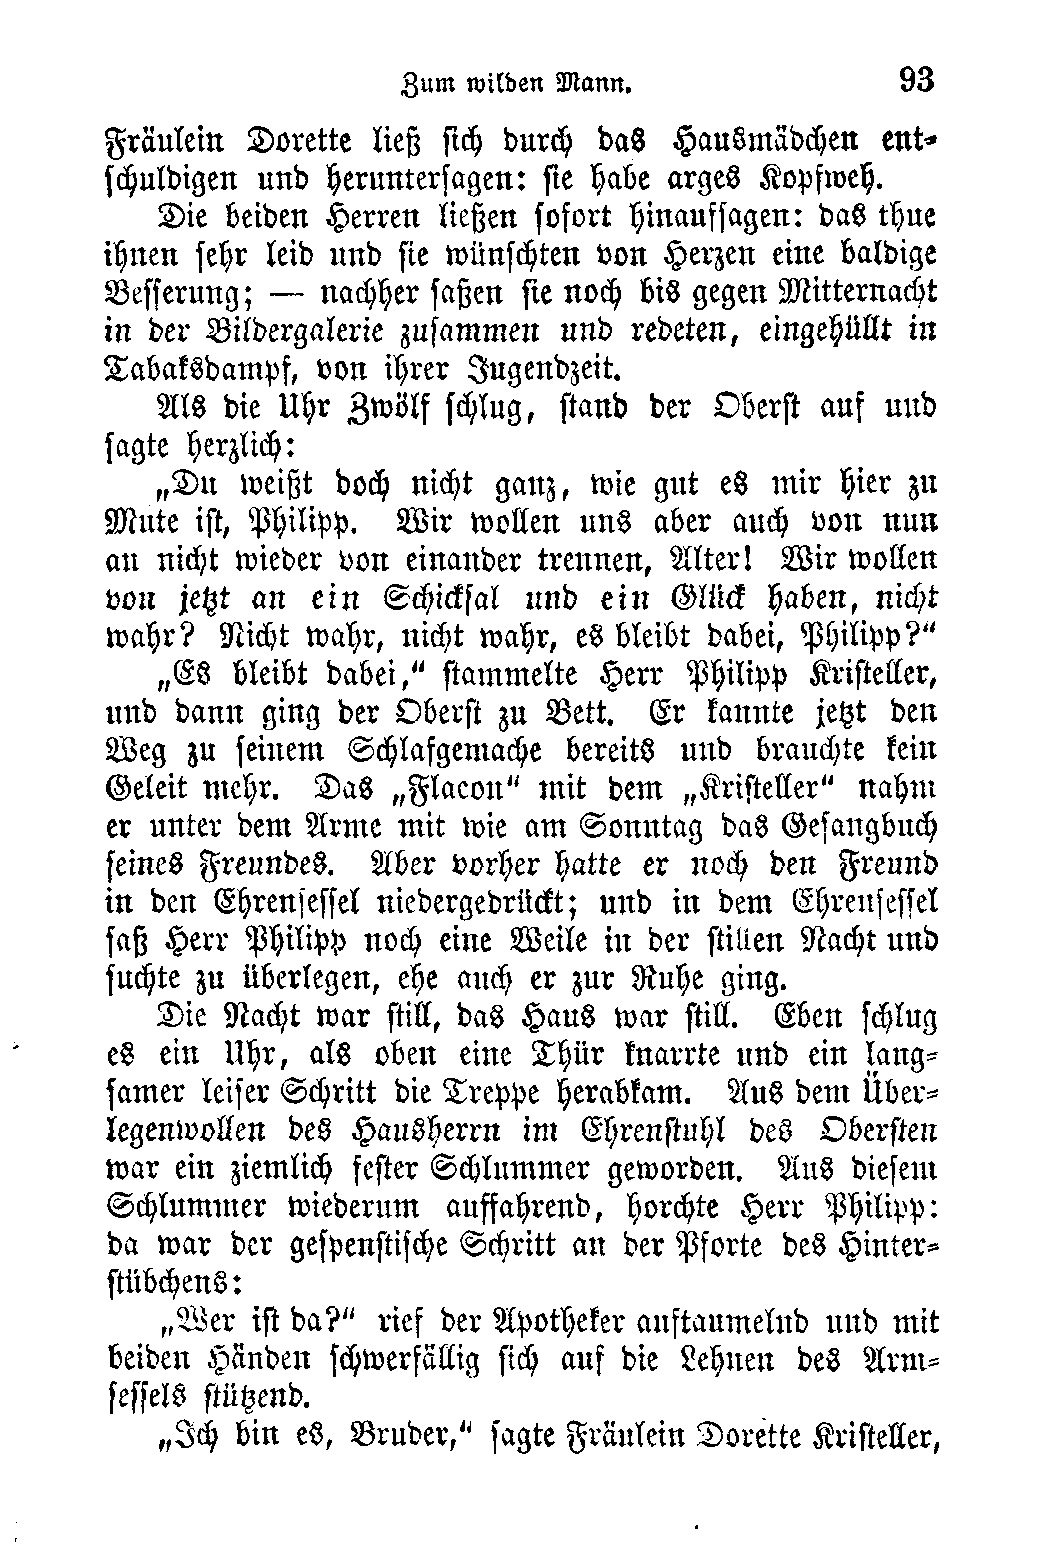 Zum wilden Mann. 93
Fräulein Dorette ließ sich durch das Hausmädchen ent-
schuldigen und heruntersagen: sie habe arges Kopfweh.
Die beiden Herren ließen sofort hinaufsagen: das thue
ihnen sehr leid und sie wünschten von Herzen eine baldige
Besserung; — nachher saßen sie noch bis gegen Mitternacht
in der Bildergalerie zusammen und redeten, eingehüllt in
Tabaksdampf, von ihrer Jugendzeit.
Als die Uhr Zwölf schlug, stand der Oberst auf und
sagte herzlich:
„Du weißt doch nicht ganz, wie gut es mir hier zu
Mute ist, Philipp. Wir wollen uns aber auch von nun
an nicht wieder von einander trennen, Alter! Wir wollen
von jetzt an ein Schicksal und ein Glück haben, nicht
wahr? Nicht wahr, nicht wahr, es bleibt dabei, Philipp?“
„Es bleibt dabei,“ stammelte Herr Philipp Kristeller,
und dann ging der Oberst zu Bett. Er kannte jetzt den
Weg zu seinem Schlafgemache bereits und brauchte kein
Geleit mehr. Das „Flacon“ mit dem „Kristeller“ nahm
er unter dem Arme mit wie am Sonntag das Gesangbuch
seines Freundes. Aber vorher hatte er noch den Freund
in den Ehrensessel niedergedrückt; und in dem Ehrensessel
saß Herr Philipp noch eine Weile in der stillen Nacht und
suchte zu überlegen, ehe auch er zur Ruhe ging.
Die Nacht war still, das Haus war still. Eben schlug
es ein Uhr, als oben eine Thür knarrte und ein lang-
samer leiser Schritt die Treppe herabkam. Aus dem Über-
legenwollen des Hausherrn im Ehrenstuhl des Obersten
war ein ziemlich fester Schlummer geworden. Aus diesem
Schlummer wiederum auffahrend, horchte Herr Philipp:
da war der gespenstische Schritt an der Pforte des Hinter-
stübchens:
„Wer ist da?“ rief der Apotheker auftaumelnd und mit
beiden Händen schwerfällig sich auf die Lehnen des Arm-
sessels stützend.
„Ich bin es, Bruder,“ sagte Fräulein Dorette Kristeller,